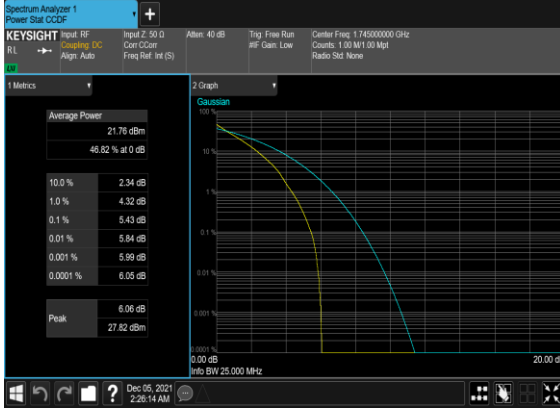 Spectrum Analyzer 1
Power Stat CCDF
+
KEYSIGHT Input: RF Input Z: 50 Ω Atten: 40 dB Trig: Free Run Center Freq: 1.745000000 GHz
RL Coupling: DC Corr CCorr #IF Gain: Low Counts: 1.00 M/1.00 Mpt
Align: Auto Freq Ref: Int (S) Radio Std: None
1 Metrics
2 Graph
Average Power
21.76 dBm
46.82 % at 0 dB
10.0 % 2.34 dB
1.0 % 4.32 dB
0.1 % 5.43 dB
0.01 % 5.84 dB
0.001 % 5.99 dB
0.0001 % 6.05 dB
Peak 6.06 dB
27.82 dBm
Gaussian
100 %
10 %
1 %
0.1 %
0.01 %
0.001 %
0.0001 %
0.00 dB 20.00 dB
Info BW 25.000 MHz
?
Dec 05, 2021
2:26:14 AM